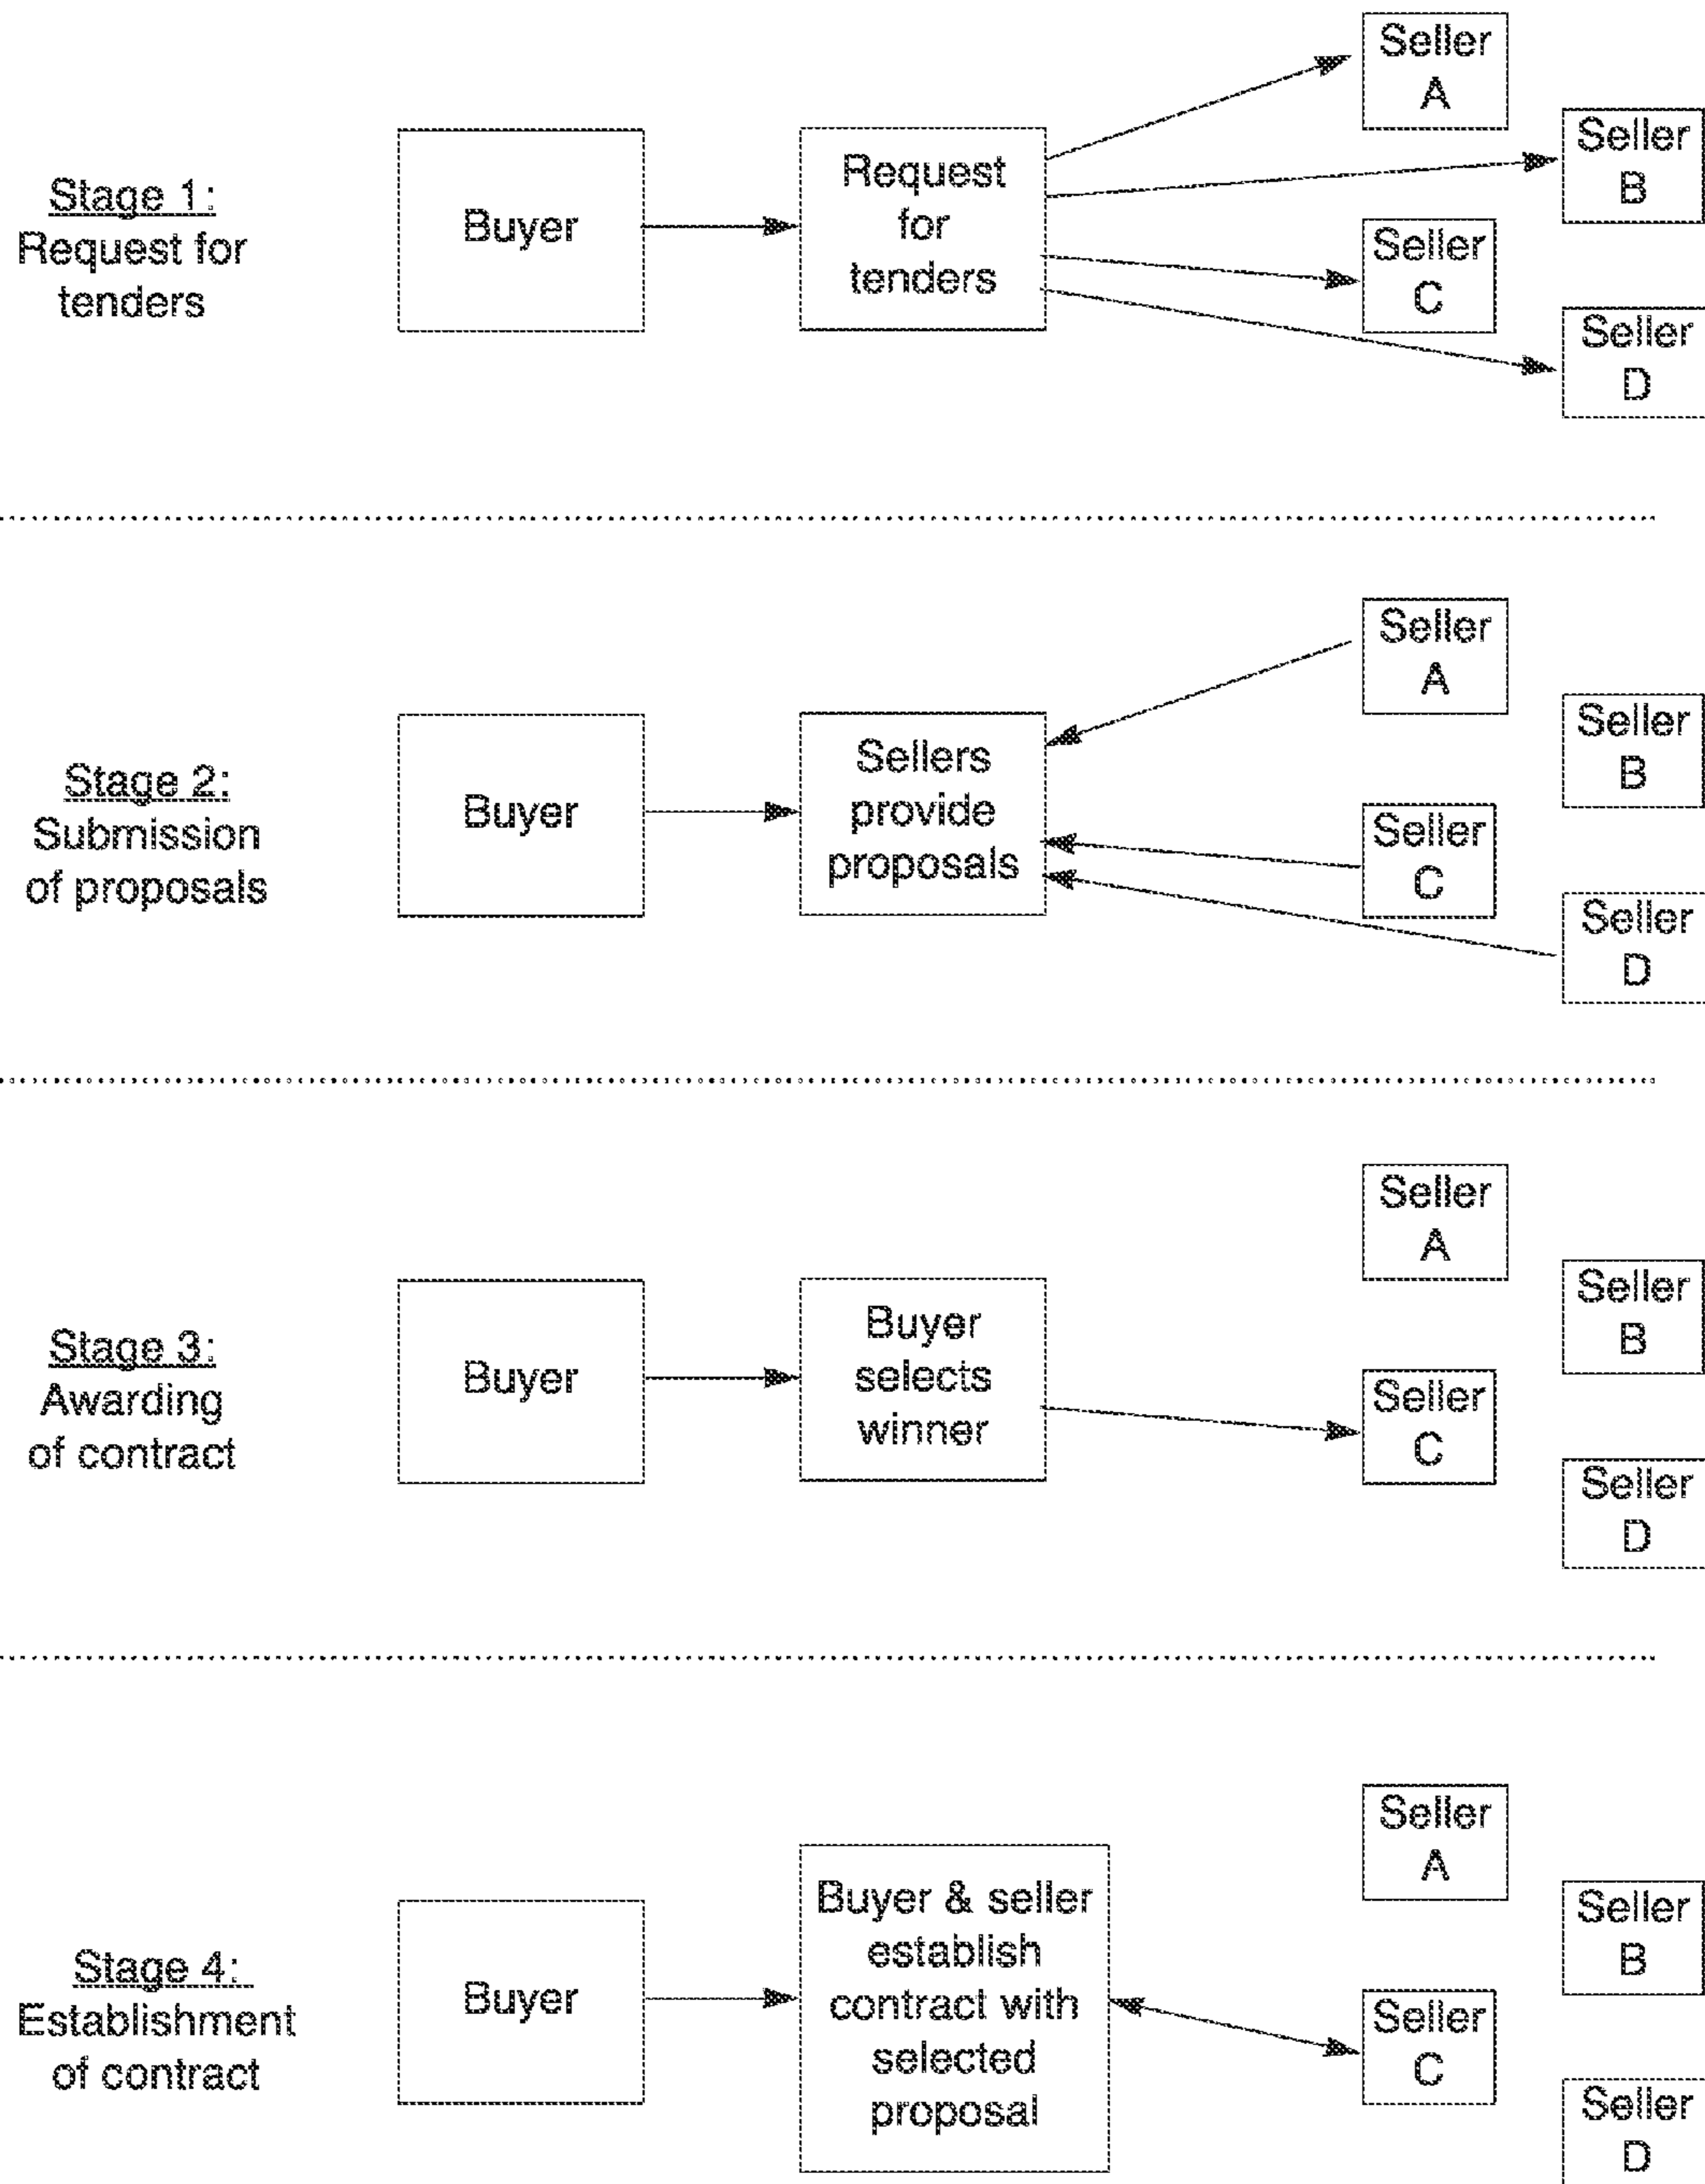 Stage 1:
Request for
tenders
Buyer
Request
for
tenders
Seller
A
Seller
B
Seller
C
Seller
D
Stage 2:
Submission
of proposals
Buyer
Sellers
provide
proposals
Seller
A
Seller
B
Seller
C
Seller
D
Stage 3:
Awarding
of contract
Buyer
Buyer
selects
winner
Seller
A
Seller
B
Seller
C
Seller
D
Stage 4:
Establishment
of contract
Buyer
Buyer & seller
establish
contract with
selected
proposal
Seller
A
Seller
B
Seller
C
Seller
D